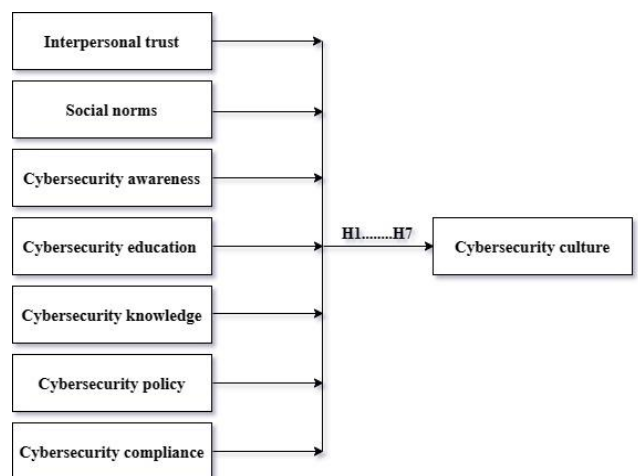 Interpersonal trust
Social norms
Cybersecurity awareness
Cybersecurity education
H1........H7
Cybersecurity culture
Cybersecurity knowledge
Cybersecurity policy
Cybersecurity compliance